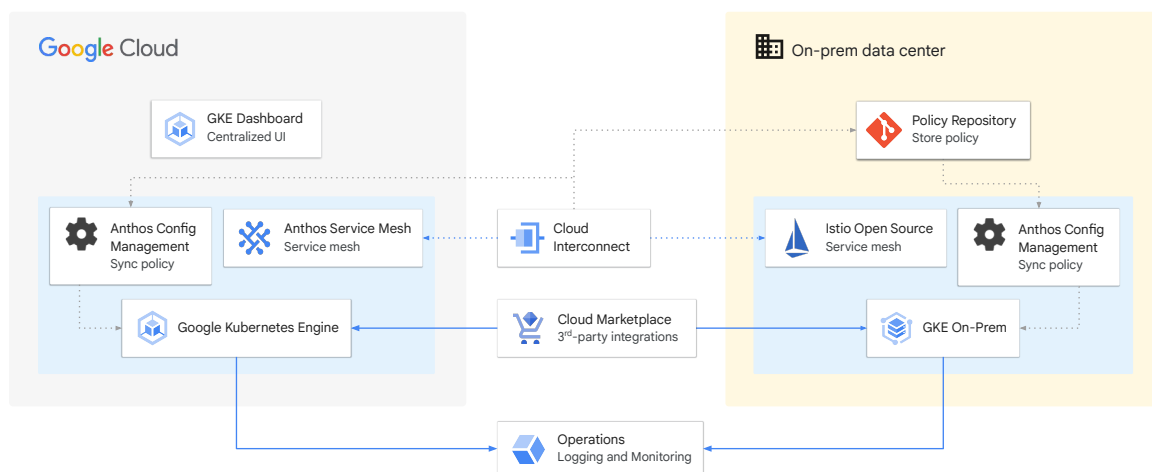 Google Cloud
On-prem data center
GKE Dashboard
Centralized UI
Policy Repository
Store policy
Anthos Config
Management
Sync policy
Anthos Service Mesh
Service mesh
Cloud
Interconnect
Istio Open Source
Service mesh
Anthos Config
Management
Sync policy
Google Kubernetes Engine
Cloud Marketplace
3rd-party integrations
GKE On-Prem
Operations
Logging and Monitoring